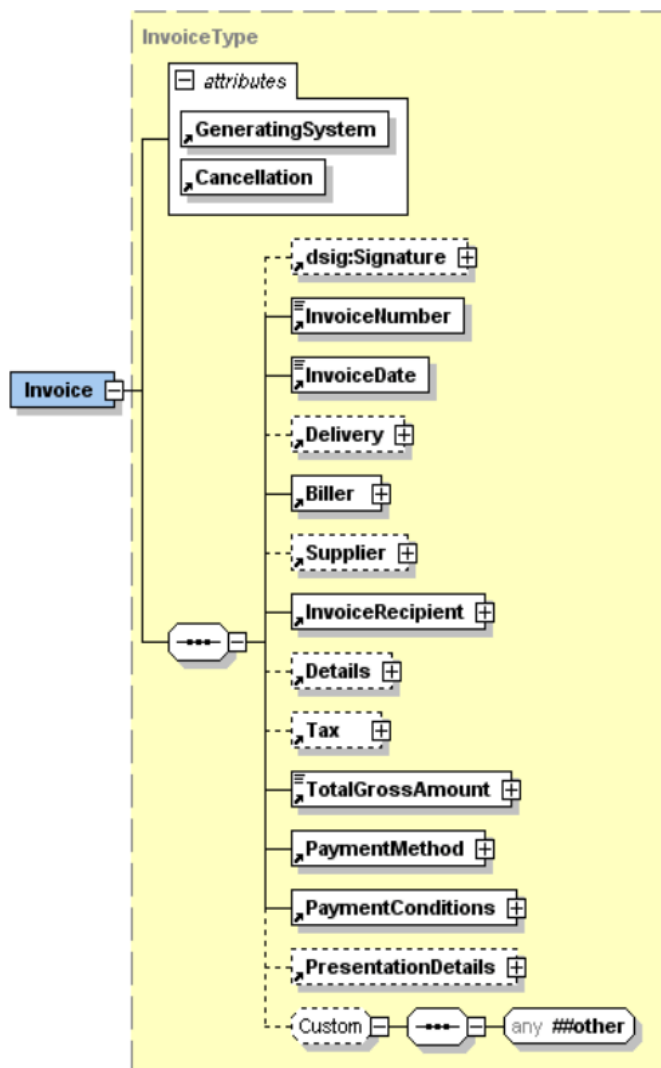 InvoiceType
attributes
GeneratingSystem
Cancellation
dsig:Signature
InvoiceNumber
InvoiceDate
Invoice
Delivery
Biller
Supplier
InvoiceRecipient
Details
Tax
TotalGrossAmount
PaymentMethod
PaymentConditions
PresentationDetails
Custom any ##other